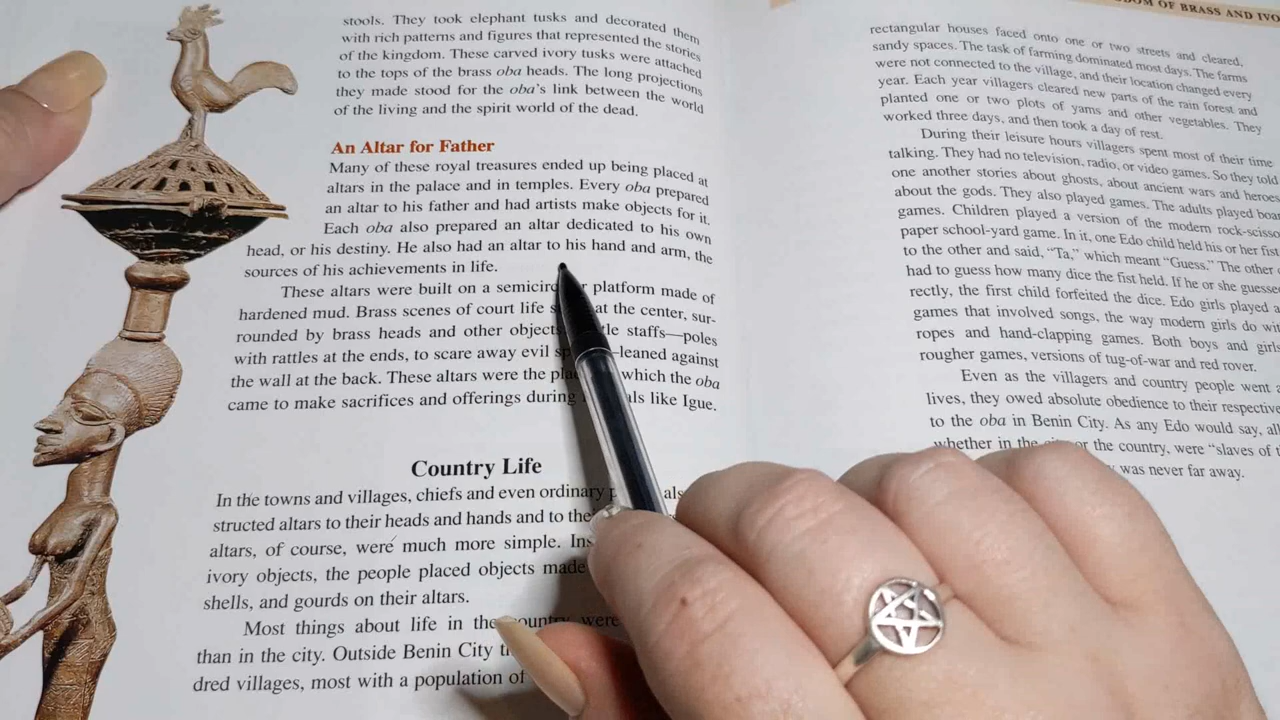 stools. They took elephant tusks and decorated them
with rich patterns and figures that represented the stories
of the kingdom. These carved ivory tusks were attached
to the tops of the brass oba heads. The long projections
they made stood for the oba's link between the world
of the living and the spirit world of the dead.
An Altar for Father
Many of these royal treasures ended up being placed at
altars in the palace and in temples. Every oba prepared
an altar to his father and had artists make objects for it.
Each oba also prepared an altar dedicated to his own
head, or his destiny. He also had an altar to his hand and arm, the
sources of his achievements in life.
These altars were built on a platform made of
hardened mud. Brass scenes of court life at the center, sur-
rounded by brass heads and other objects staffs—poles
with rattles at the ends, to scare away evil —leaned against
the wall at the back. These altars were the which the oba
came to make sacrifices and offerings during like Igue.
Country Life
In the towns and villages, chiefs and even ordinary
structed altars to their heads and hands and to
altars, of course, were much more simple.
ivory objects, the people placed objects made
shells, and gourds on their altars.
Most things about life in the country were
than in the city. Outside Benin City
dred villages, most with a population of
OF BRASS AND
rectangular houses faced onto one or two streets and cleared,
sandy spaces. The task of farming dominated most days. The farms
were not connected to the village, and their location changed every
year. Each year villagers cleared new parts of the rain forest and
planted one or two plots of yams and other vegetables. They
worked three days, and then took a day of rest.
During their leisure hours villagers spent most of their time
talking. They had no television, radio, or video games. So they told
one another stories about ghosts, about ancient wars and heroes
about the gods. They also played games. The adults played
games. Children played a version of the modern
paper school-yard game. In it, one Edo child held his or her fist
to the other and said, “Ta,” which meant “Guess.” The other
had to guess how many dice the fist held. If he or she guessed
rectly, the first child forfeited the dice. Edo girls played
games that involved songs, the way modern girls do
ropes and hand-clapping games. Both boys and girls
rougher games, versions of tug-of-war and red rover.
Even as the villagers and country people went
lives, they owed absolute obedience to their
to the oba in Benin City. As any Edo would say, all
whether in the or the country, were “slaves of
was never far away.